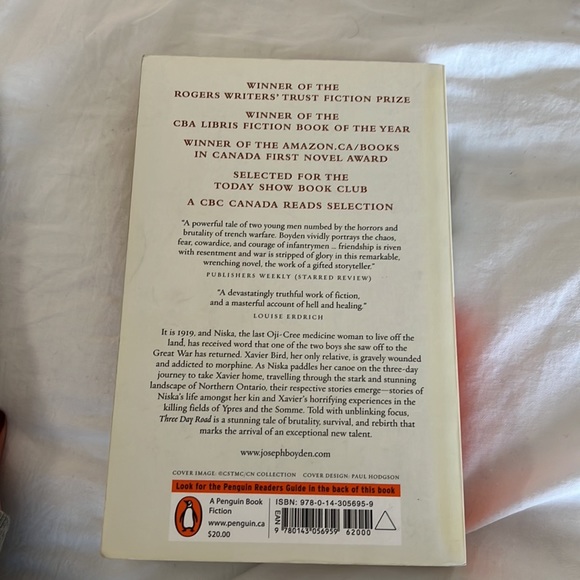 WINNER OF THE
ROGERS WRITERS' TRUST FICTION PRIZE
WINNER OF THE
CBA LIBRIS FICTION BOOK OF THE YEAR
WINNER OF THE AMAZON.CA/BOOKS
IN CANADA FIRST NOVEL AWARD
SELECTED FOR THE
TODAY SHOW BOOK CLUB
A CBC CANADA READS SELECTION
"A powerful tale of two young men numbed by the horrors and
brutality of trench warfare. Boyden vividly portrays the chaos,
fear, cowardice, and courage of infantrymen .. friendship is riven
with resentment and war is stripped of glory in this remarkable,
wrenching novel, the work of a gifted storyteller."
PUBLISHERS WEEKLY (STARRED REVIEW)
"A devastatingly truthful work of fiction,
and a masterful account of hell and healing."
LOUISE ERDRICH
It is 1919, and Niska, the last Oji-Cree medicine woman to live off the
land, has received word that one of the two boys she saw off to the
Great War has returned. Xavier Bird, her only relative, is gravely wounded
and addicted to morphine. As Niska paddles her canoe on the three-day
journey to take Xavier home, travelling through the stark and stunning
landscape of Northern Ontario, their respective stories emerge—stories of
Niska's life amongst her kin and Xavier's horrifying experiences in the
killing fields of Ypres and the Somme. Told with unblinking focus,
Three Day Road is a stunning tale of brutality, survival, and rebirth that
marks the arrival of an exceptional new talent.
www.josephboyden.com
COVER IMAGE: ©CSTMC/CN COLLECTION COVER DESIGN: PAUL HODGSON
Look for the Penguin Readers Guide in the back of this book
A Penguin Book
Fiction
www.penguin.ca
$20.00
ISBN: 978-0-14-305695-9
EAN
9 780143 056959 62000